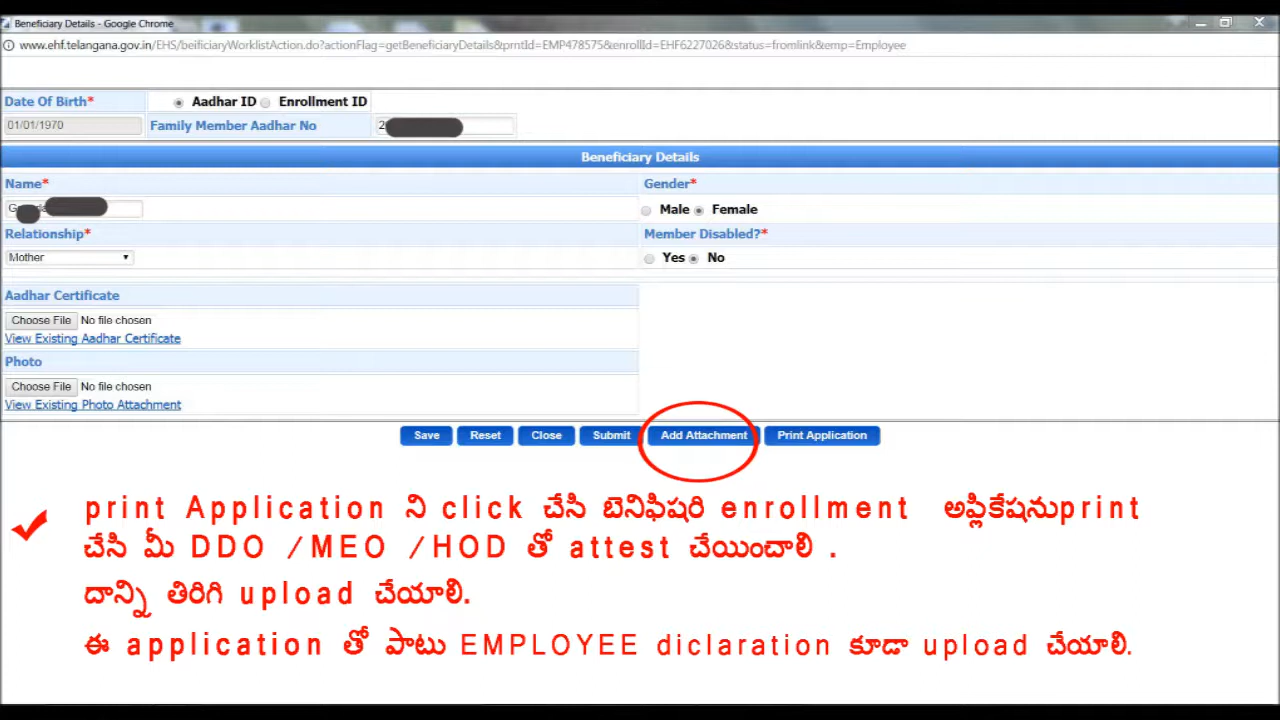 Beneficiary Details - Google Chrome
www.ehf.telangana.gov.in/EHS/beificiaryWorklistAction.do?actionFlag=getBeneficiaryDetails&prntId=EMP478575&enrollId=EHF6227026&status=fromlink&emp=Employee
Date Of Birth* Aadhar ID Enrollment ID
01/01/1970 Family Member Aadhar No 2
Beneficiary Details
Name* Gender*
Male Female
Relationship* Member Disabled?*
Mother Yes No
Aadhar Certificate
Choose File No file chosen
View Existing Aadhar Certificate
Photo
Choose File No file chosen
View Existing Photo Attachment
Save Reset Close Submit Add Attachment Print Application
print Application ని click చేసి బెనిఫిషరి enrollment అప్లికేషనుprint
చేసి మీ DDO /MEO /HOD తో attest చేయించాలి .
దాన్ని తిరిగి upload చేయాలి.
ఈ application తో పాటు EMPLOYEE diclaration కూడా upload చేయాలి.